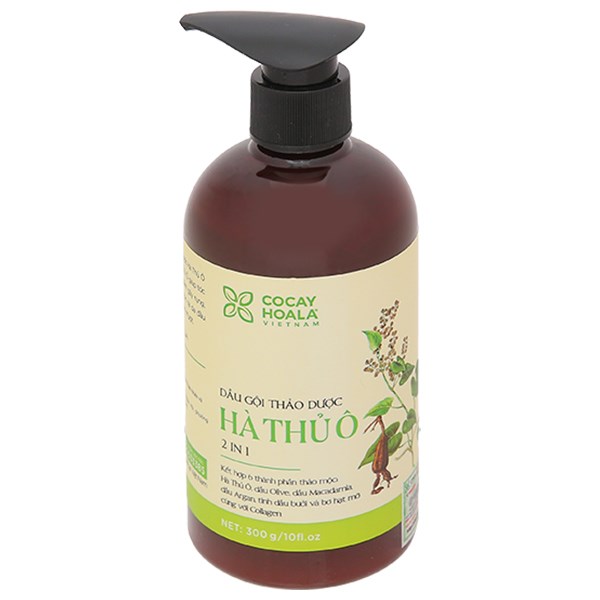 COCAY
HOALA
VIETNAM
DẦU GỘI THẢO DƯỢC
HÀ THỦ Ô
2 IN 1
Kết hợp 6 thành phần thảo mộc:
Hà Thủ Ô, dầu Olive, dầu Macadamia,
dầu Argan, tinh dầu bưởi và bơ hạt mỡ
cùng với Collagen
NET: 300g/10fl.oz